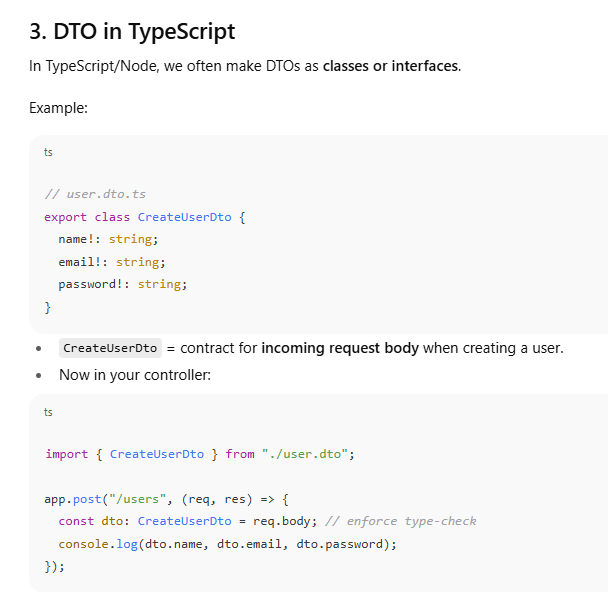 3. DTO in TypeScript
In TypeScript/Node, we often make DTOs as classes or interfaces.
Example:
ts
// user.dto.ts
export class CreateUserDto {
  name!: string;
  email!: string;
  password!: string;
}
• CreateUserDto = contract for incoming request body when creating a user.
• Now in your controller:
ts
import { CreateUserDto } from "./user.dto";
app.post("/users", (req, res) => {
  const dto: CreateUserDto = req.body; // enforce type-check
  console.log(dto.name, dto.email, dto.password);
});